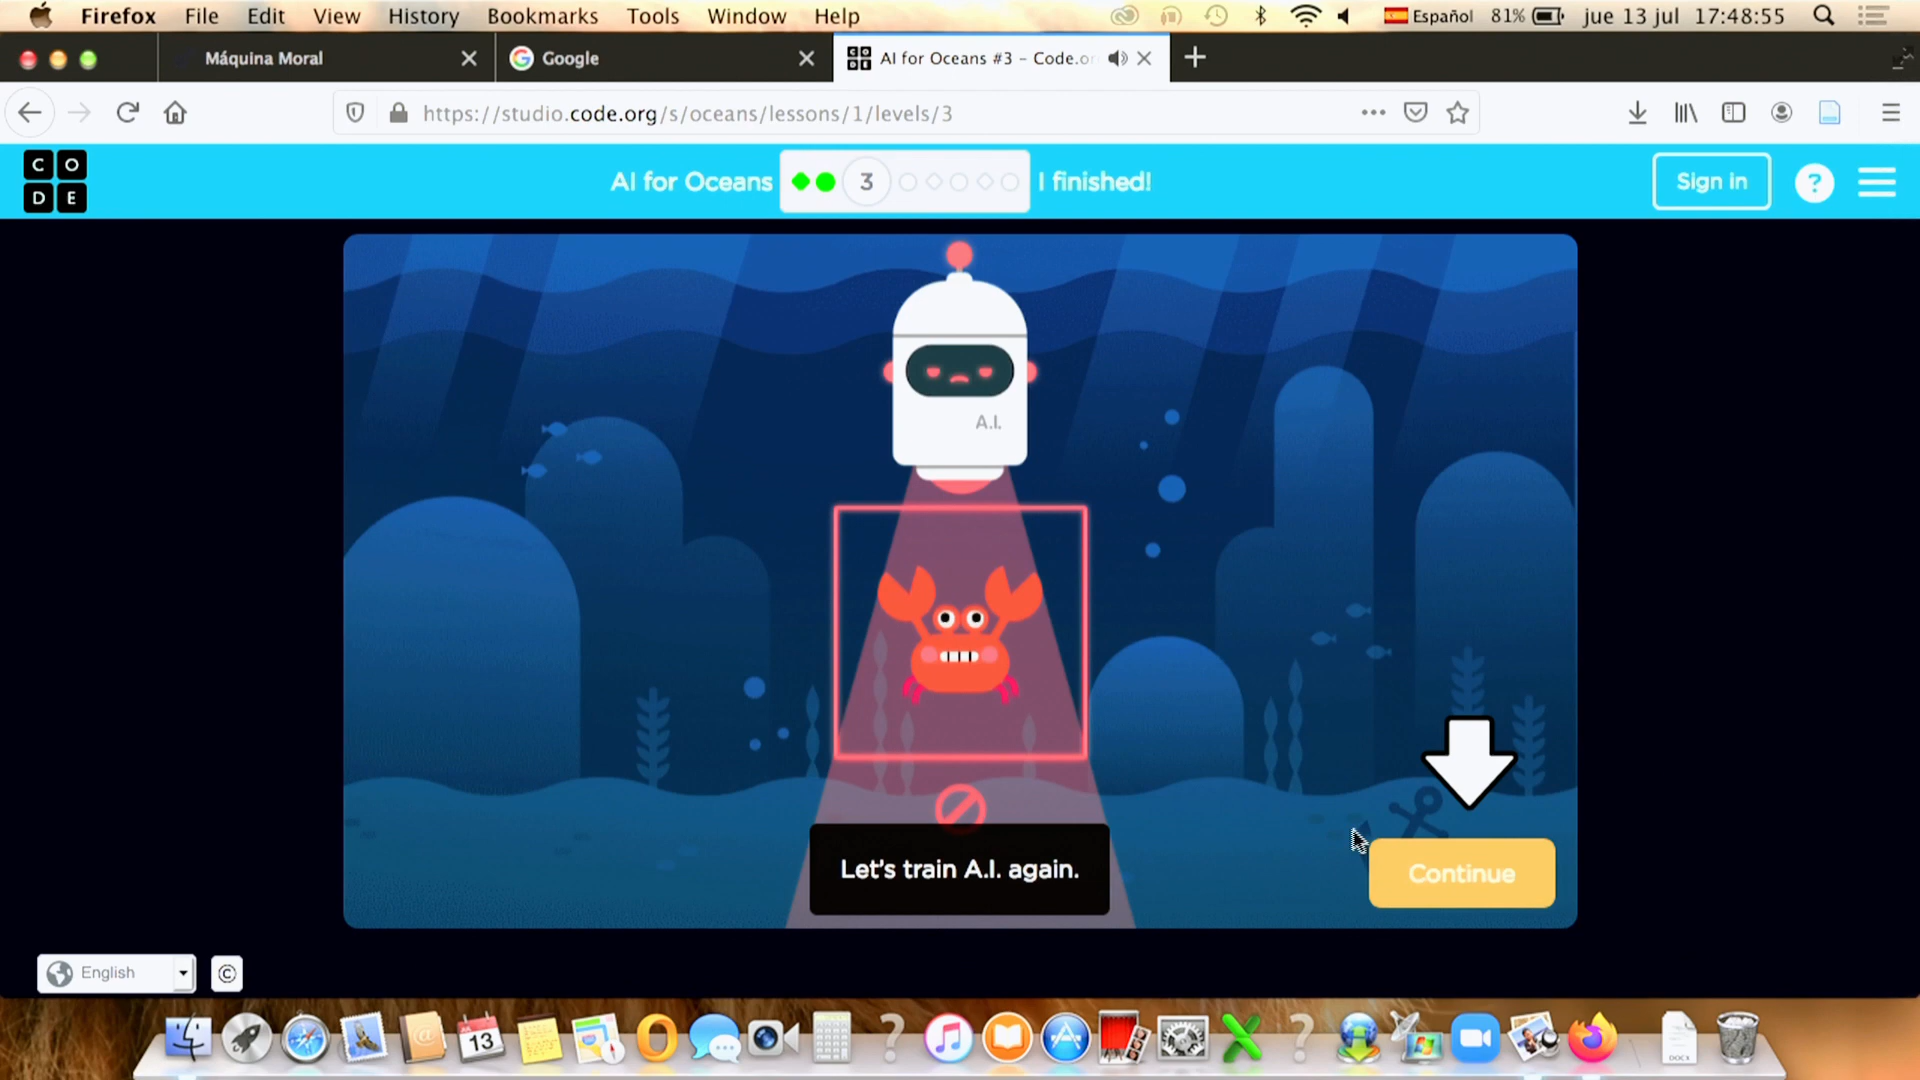 Firefox File Edit View History Bookmarks Tools Window Help Español 81% jue 13 jul 17:48:55
Máquina Moral Google AI for Oceans #3 – Code.or
https://studio.code.org/s/oceans/lessons/1/levels/3
C O
D E
AI for Oceans 3 I finished! Sign in ?
A.I.
Let's train A.I. again.
Continue
English ©
13
DOCX